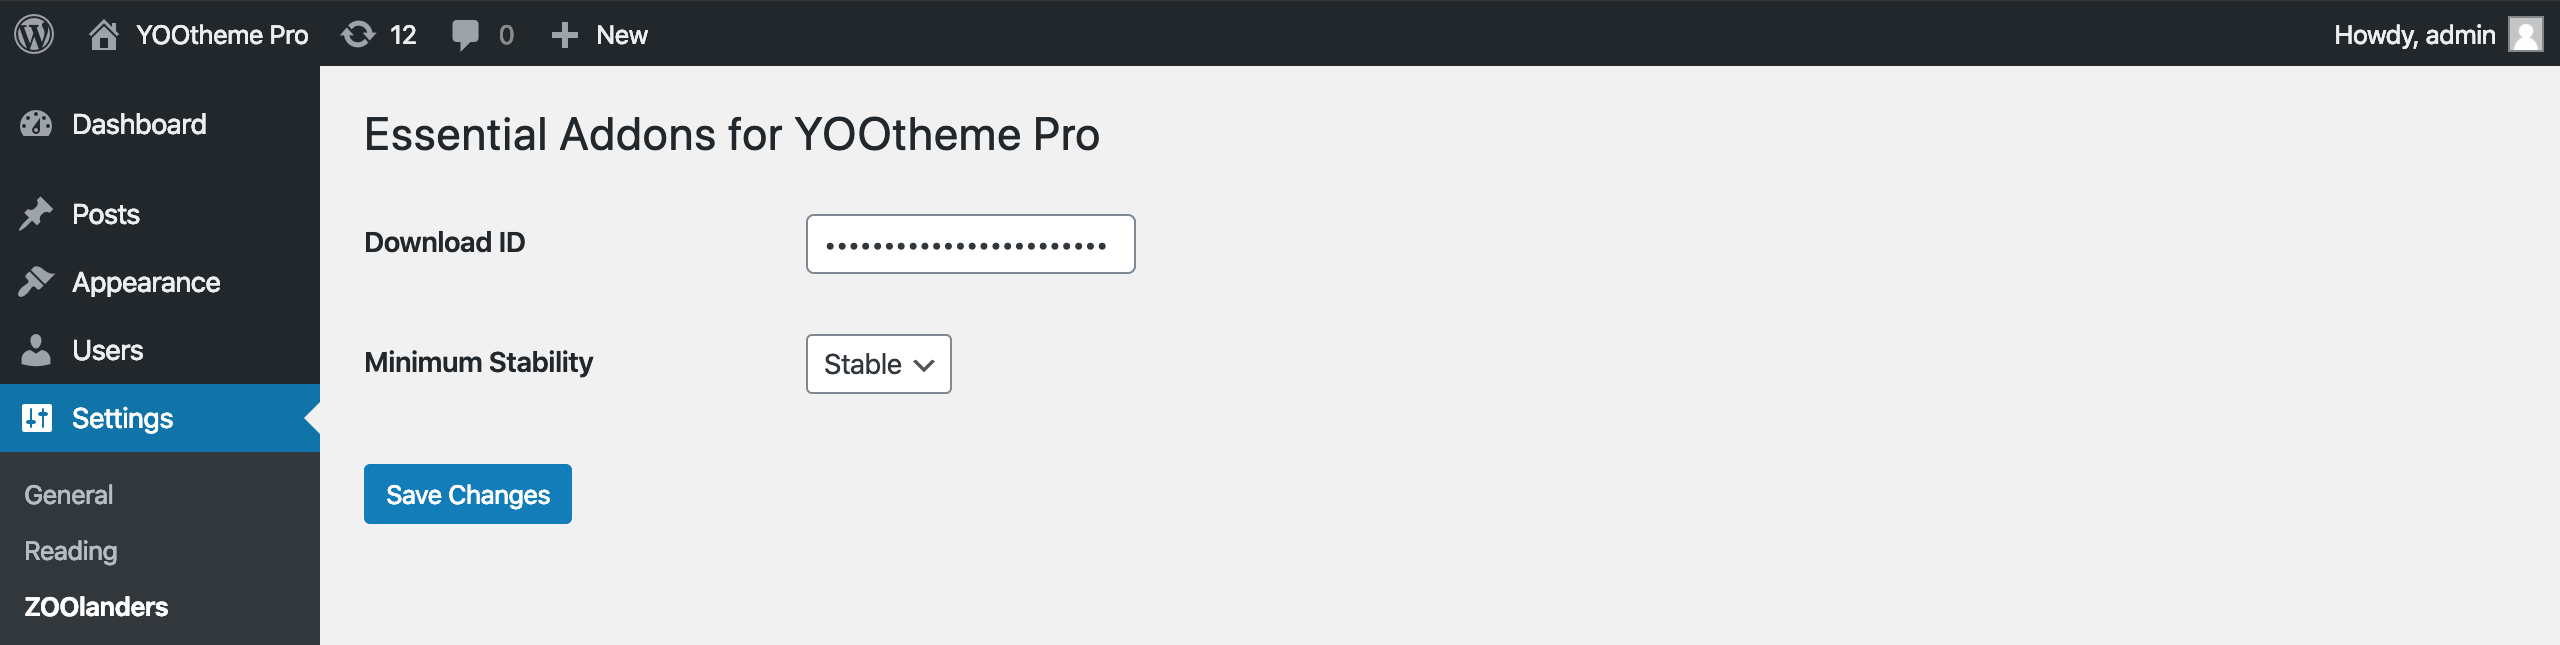 YOOtheme Pro 12 0 New Howdy, admin
Dashboard
Posts
Appearance
Users
Settings
General
Reading
ZOOlanders
Essential Addons for YOOtheme Pro
Download ID ••••••••••••••••••••••••
Minimum Stability Stable
Save Changes